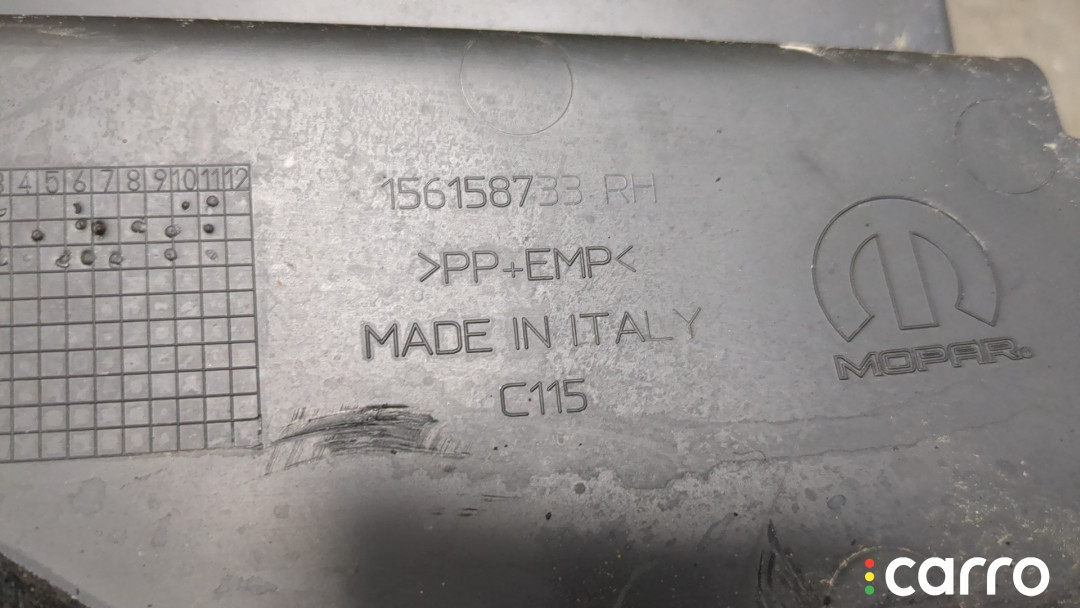 3 4 5 6 7 8 9 10 11 12
156158733 RH
>PP+EMP<
MADE IN ITALY
C115
MOPAR.
carro